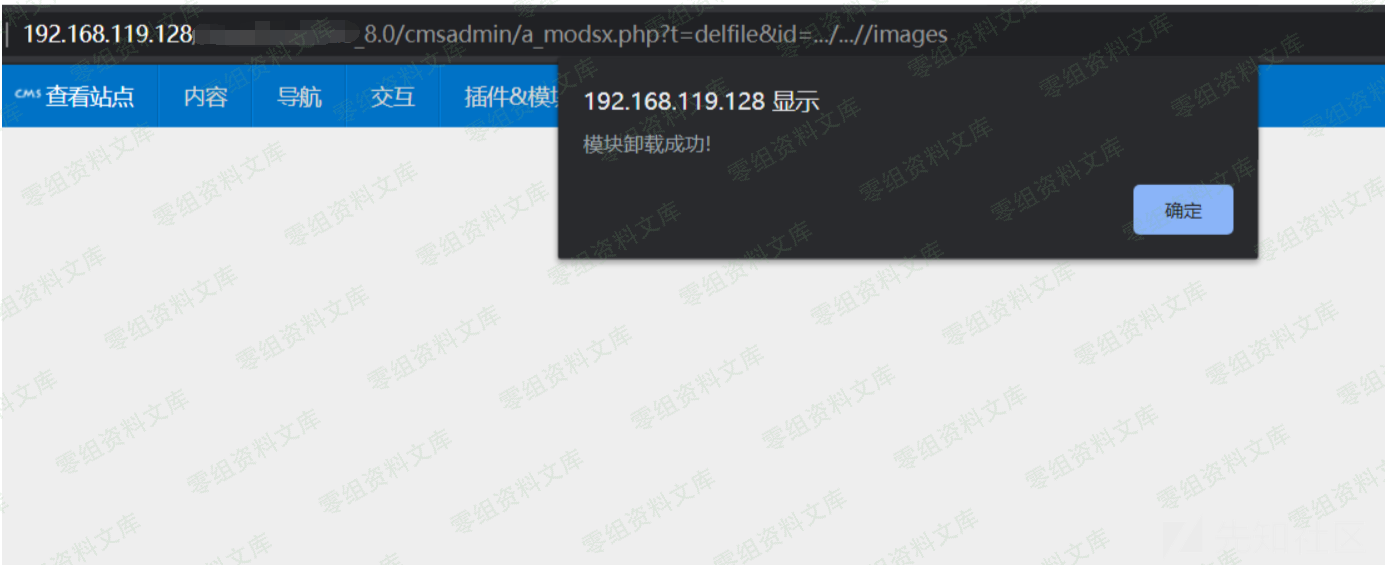 192.168.119.128 _8.0/cmsadmin/a_modsx.php?t=delfile&id=.../...//images
CMS 查看站点 内容 导航 交互 插件&模
192.168.119.128 显示
模块卸载成功!
确定
零组资料文库